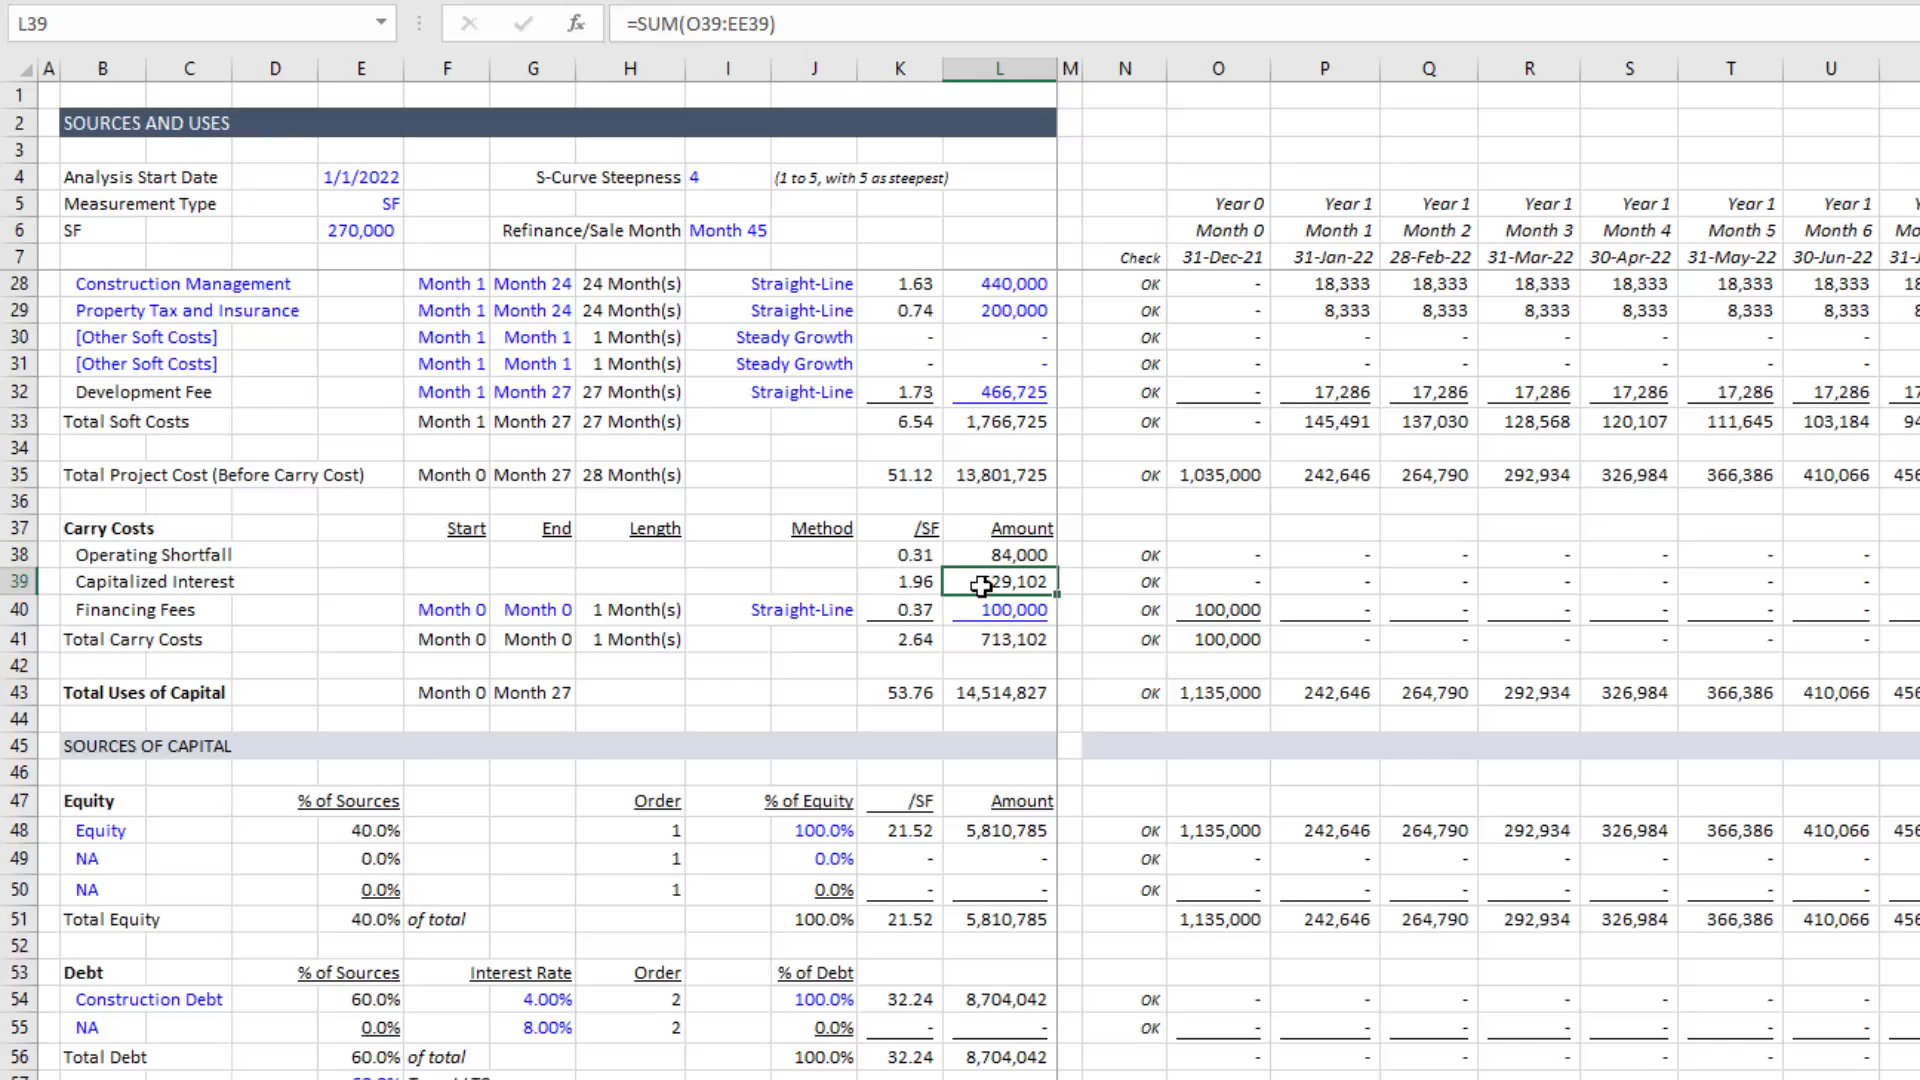 L39 fx =SUM(O39:EE39)
A B C D E F G H I J K L M N O P Q R S T U
1
2 SOURCES AND USES
3
4 Analysis Start Date 1/1/2022 S-Curve Steepness 4 (1 to 5, with 5 as steepest)
5 Measurement Type SF Year 0 Year 1 Year 1 Year 1 Year 1 Year 1 Year 1
6 SF 270,000 Refinance/Sale Month Month 45 Month 0 Month 1 Month 2 Month 3 Month 4 Month 5 Month 6 Mo
7 Check 31-Dec-21 31-Jan-22 28-Feb-22 31-Mar-22 30-Apr-22 31-May-22 30-Jun-22 31-J
28 Construction Management Month 1 Month 24 24 Month(s) Straight-Line 1.63 440,000 OK - 18,333 18,333 18,333 18,333 18,333 18,333 18
29 Property Tax and Insurance Month 1 Month 24 24 Month(s) Straight-Line 0.74 200,000 OK - 8,333 8,333 8,333 8,333 8,333 8,333 8
30 [Other Soft Costs] Month 1 Month 1 1 Month(s) Steady Growth - - OK - - - - - - -
31 [Other Soft Costs] Month 1 Month 1 1 Month(s) Steady Growth - - OK - - - - - - -
32 Development Fee Month 1 Month 27 27 Month(s) Straight-Line 1.73 466,725 OK - 17,286 17,286 17,286 17,286 17,286 17,286 17
33 Total Soft Costs Month 1 Month 27 27 Month(s) 6.54 1,766,725 OK - 145,491 137,030 128,568 120,107 111,645 103,184 94
34
35 Total Project Cost (Before Carry Cost) Month 0 Month 27 28 Month(s) 51.12 13,801,725 OK 1,035,000 242,646 264,790 292,934 326,984 366,386 410,066 456
36
37 Carry Costs Start End Length Method /SF Amount
38 Operating Shortfall 0.31 84,000 OK - - - - - - -
39 Capitalized Interest 1.96 29,102 OK - - - - - - -
40 Financing Fees Month 0 Month 0 1 Month(s) Straight-Line 0.37 100,000 OK 100,000 - - - - - -
41 Total Carry Costs Month 0 Month 0 1 Month(s) 2.64 713,102 OK 100,000 - - - - - -
42
43 Total Uses of Capital Month 0 Month 27 53.76 14,514,827 OK 1,135,000 242,646 264,790 292,934 326,984 366,386 410,066 456
44
45 SOURCES OF CAPITAL
46
47 Equity % of Sources Order % of Equity /SF Amount
48 Equity 40.0% 1 100.0% 21.52 5,810,785 OK 1,135,000 242,646 264,790 292,934 326,984 366,386 410,066 456
49 NA 0.0% 1 0.0% - - OK - - - - - - -
50 NA 0.0% 1 0.0% - - OK - - - - - - -
51 Total Equity 40.0% of total 100.0% 21.52 5,810,785 1,135,000 242,646 264,790 292,934 326,984 366,386 410,066 456
52
53 Debt % of Sources Interest Rate Order % of Debt
54 Construction Debt 60.0% 4.00% 2 100.0% 32.24 8,704,042 OK - - - - - - -
55 NA 0.0% 8.00% 2 0.0% - - OK - - - - - - -
56 Total Debt 60.0% of total 100.0% 32.24 8,704,042 - - - - - - -